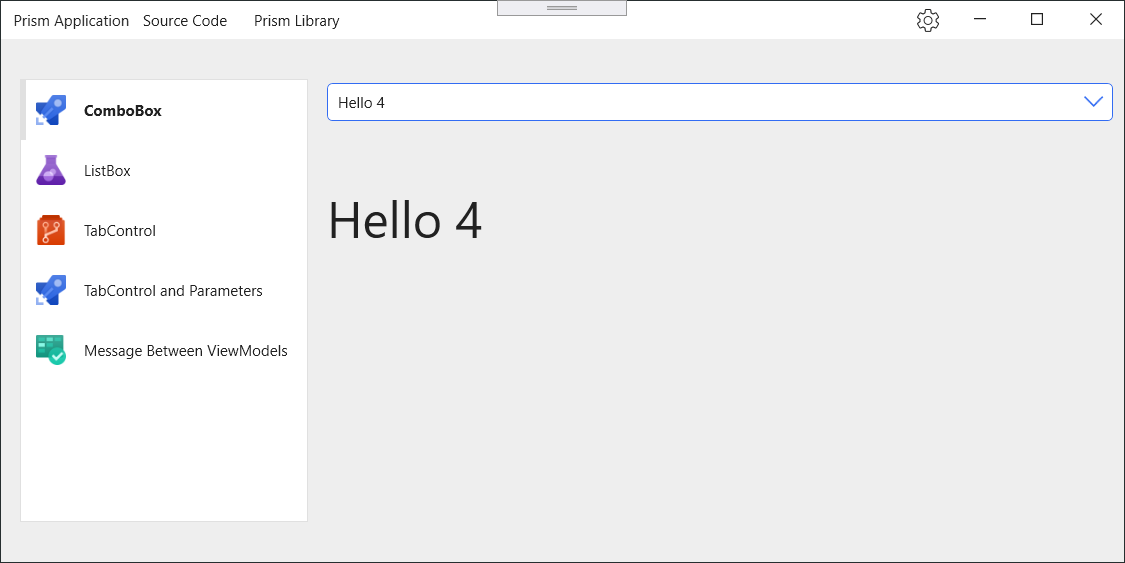 Prism Application Source Code Prism Library
ComboBox
ListBox
TabControl
TabControl and Parameters
Message Between ViewModels
Hello 4
Hello 4